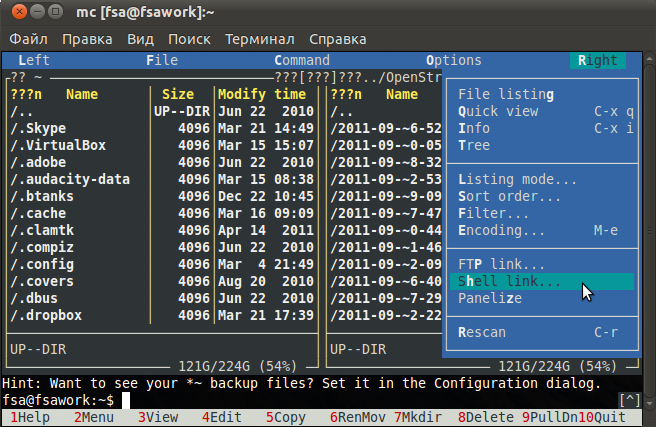 mc [fsa@fsawork]:~
Файл Правка Вид Поиск Терминал Справка
Left File Command Options Right
?? ~ ???[???]???../OpenStr
???n Name Size Modify time ???n Name
/.. UP--DIR Jun 22 2010 /..
/.Skype 4096 Mar 21 14:49 /2011-09-~6-52
/.VirtualBox 4096 Mar 15 15:07 /2011-09-~0-05
/.adobe 4096 Jun 22 2010 /2011-09-~8-32
/.audacity-data 4096 Mar 15 08:38 /2011-09-~2-53
/.btanks 4096 Dec 22 10:45 /2011-09-~9-09
/.cache 4096 Mar 16 09:09 /2011-09-~7-47
/.clamtk 4096 Apr 14 2011 /2011-09-~0-44
/.compiz 4096 Jun 22 2010 /2011-09-~1-46
/.config 4096 Mar 4 21:49 /2011-09-~2-09
/.covers 4096 Aug 20 2010 /2011-09-~6-40
/.dbus 4096 Jun 22 2010 /2011-09-~7-29
/.dropbox 4096 Mar 21 17:39 /2011-09-~2-22
File listing
Quick view C-x q
Info C-x i
Tree
Listing mode...
Sort order...
Filter...
Encoding... M-e
FTP link...
Shell link...
Panelize
Rescan C-r
UP--DIR UP--DIR
121G/224G (54%) 121G/224G (54%)
Hint: Want to see your *~ backup files? Set it in the Configuration dialog.
fsa@fsawork:~$ [^]
1Help 2Menu 3View 4Edit 5Copy 6RenMov 7Mkdir 8Delete 9PullDn 10Quit